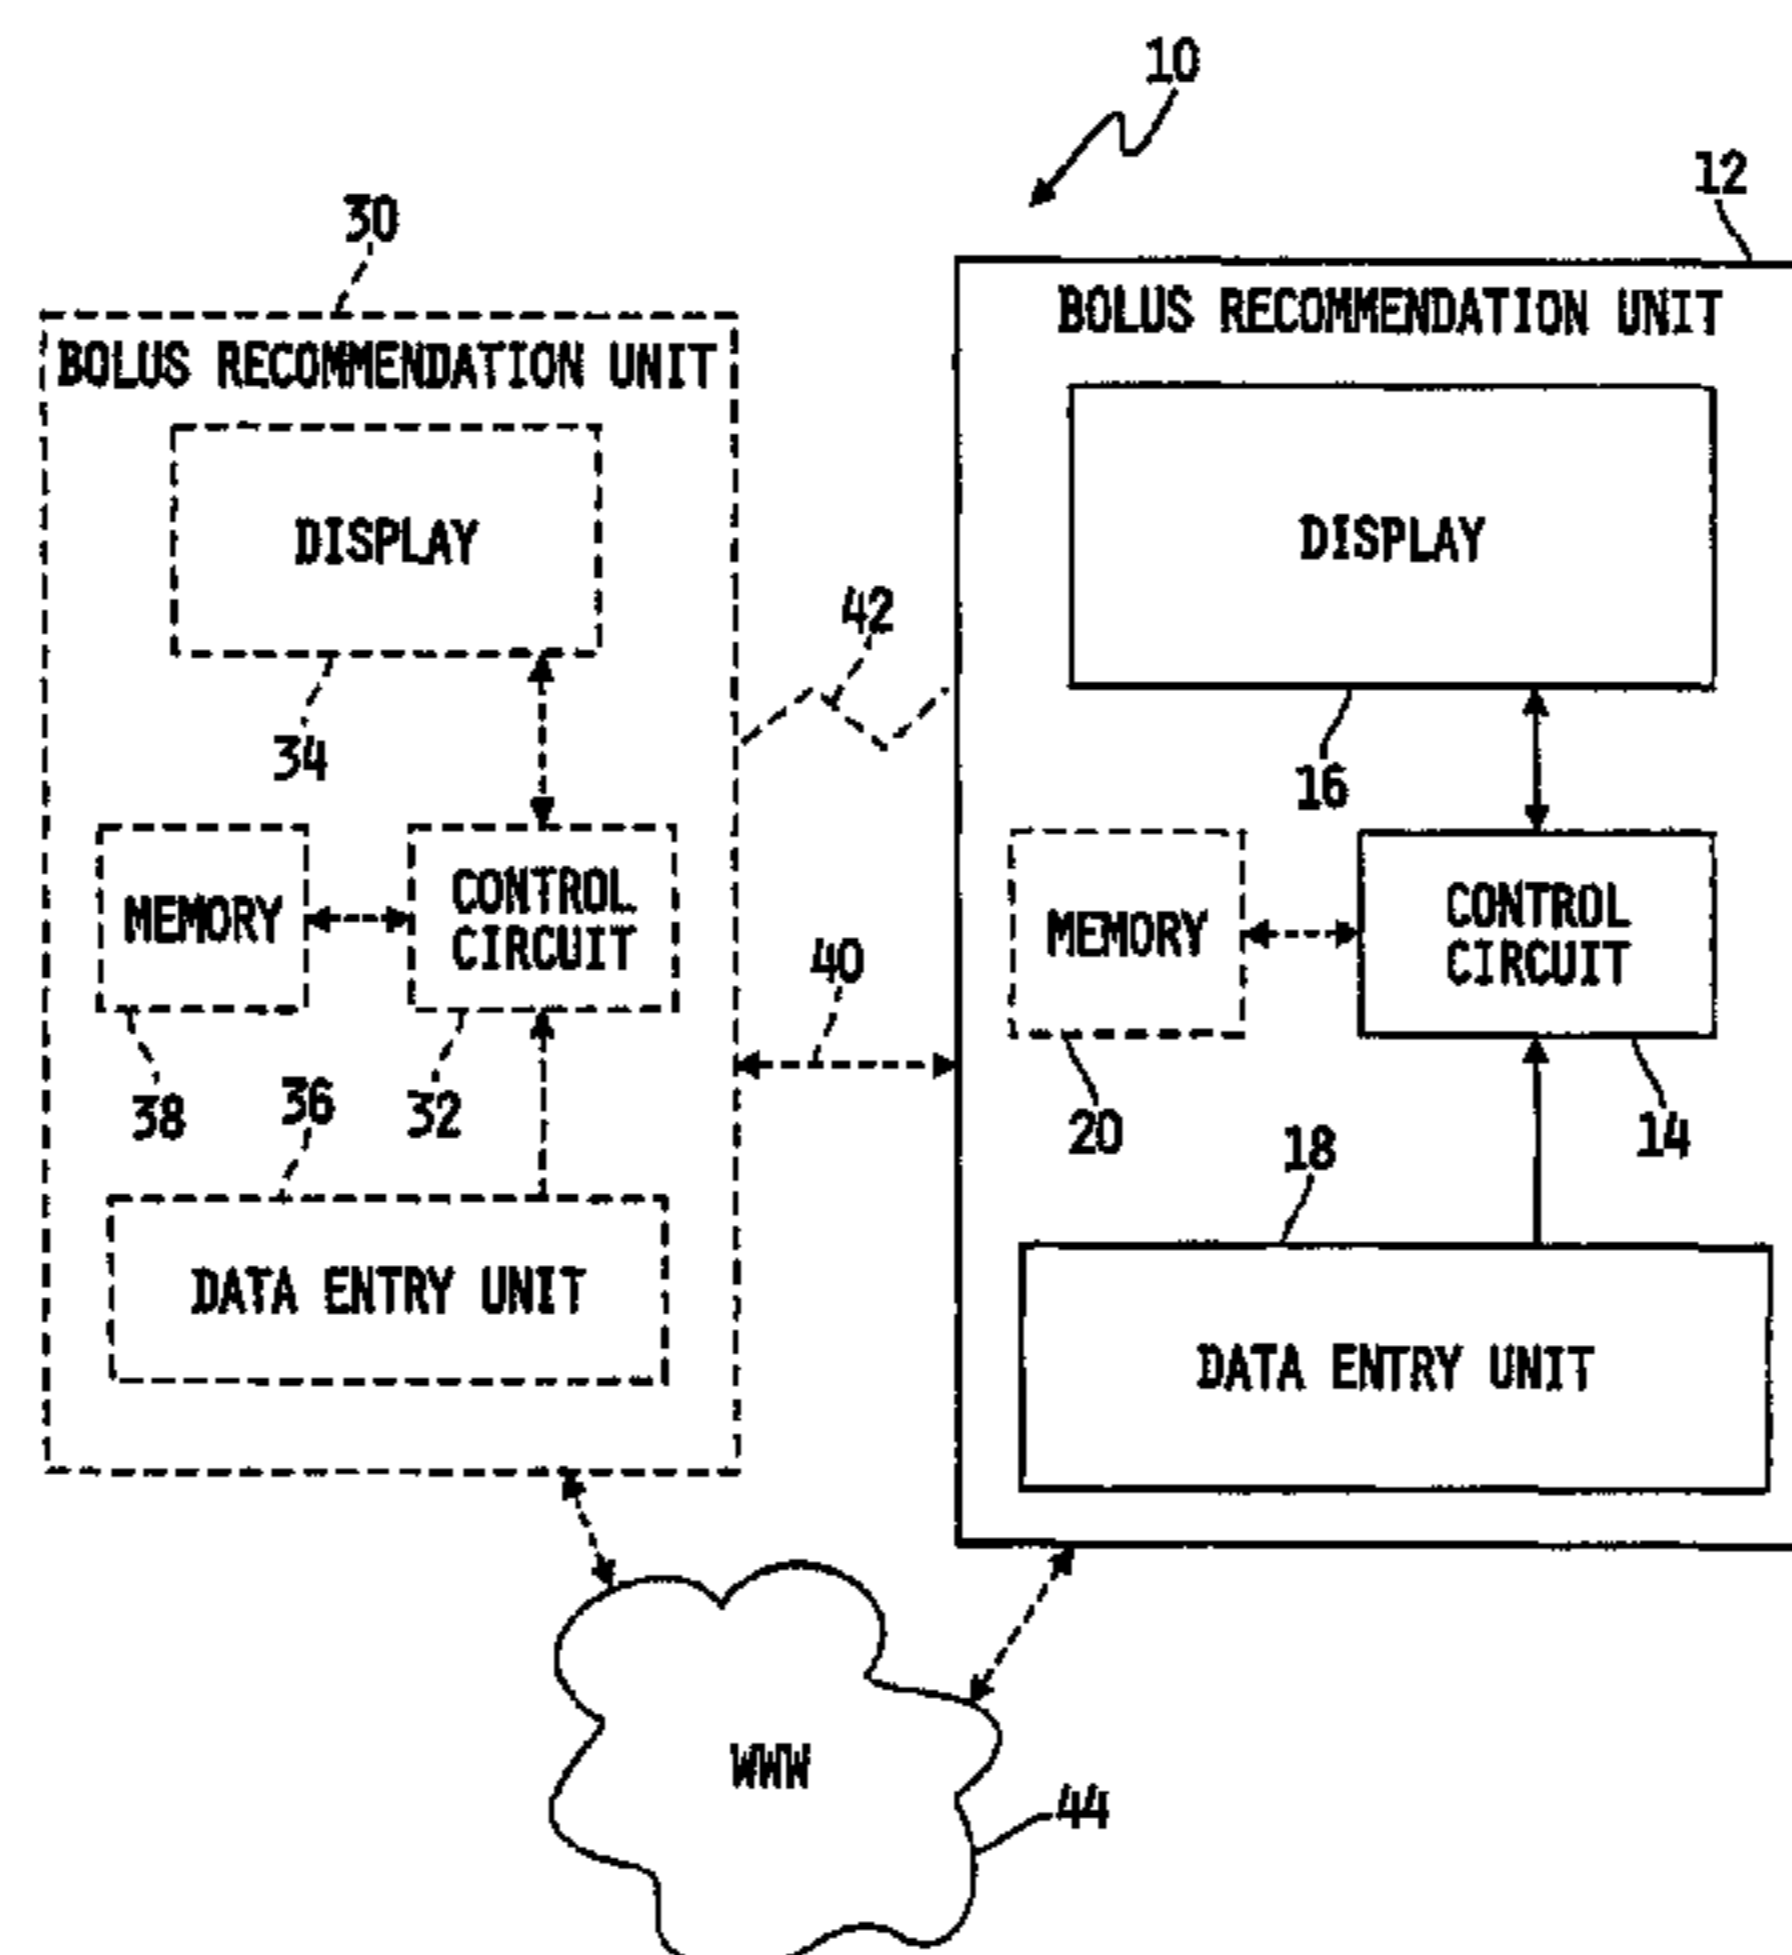 10
12
30
BOLUS RECOMMENDATION UNIT
BOLUS RECOMMENDATION UNIT
DISPLAY
DISPLAY
42
34
16
MEMORY
CONTROL
CIRCUIT
40
MEMORY
CONTROL
CIRCUIT
38
36
32
20
18
14
DATA ENTRY UNIT
DATA ENTRY UNIT
WWW
44